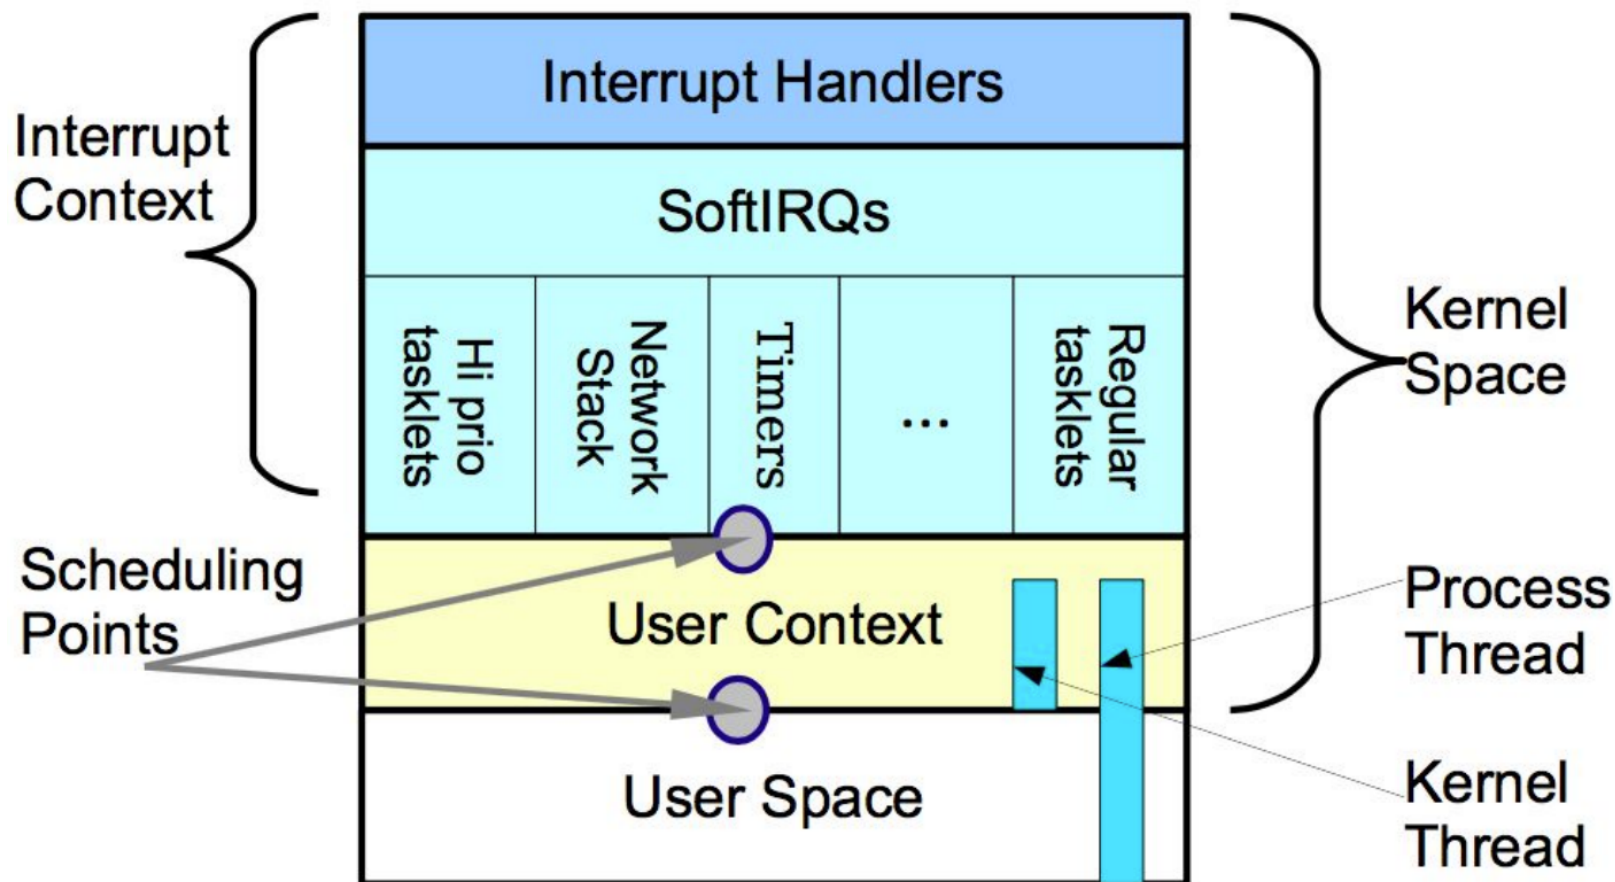 Interrupt Handlers
Interrupt
Context
SoftIRQs
Hi prio
tasklets
Network
Stack
Timers
...
Regular
tasklets
Kernel
Space
Scheduling
Points
User Context
Process
Thread
User Space
Kernel
Thread